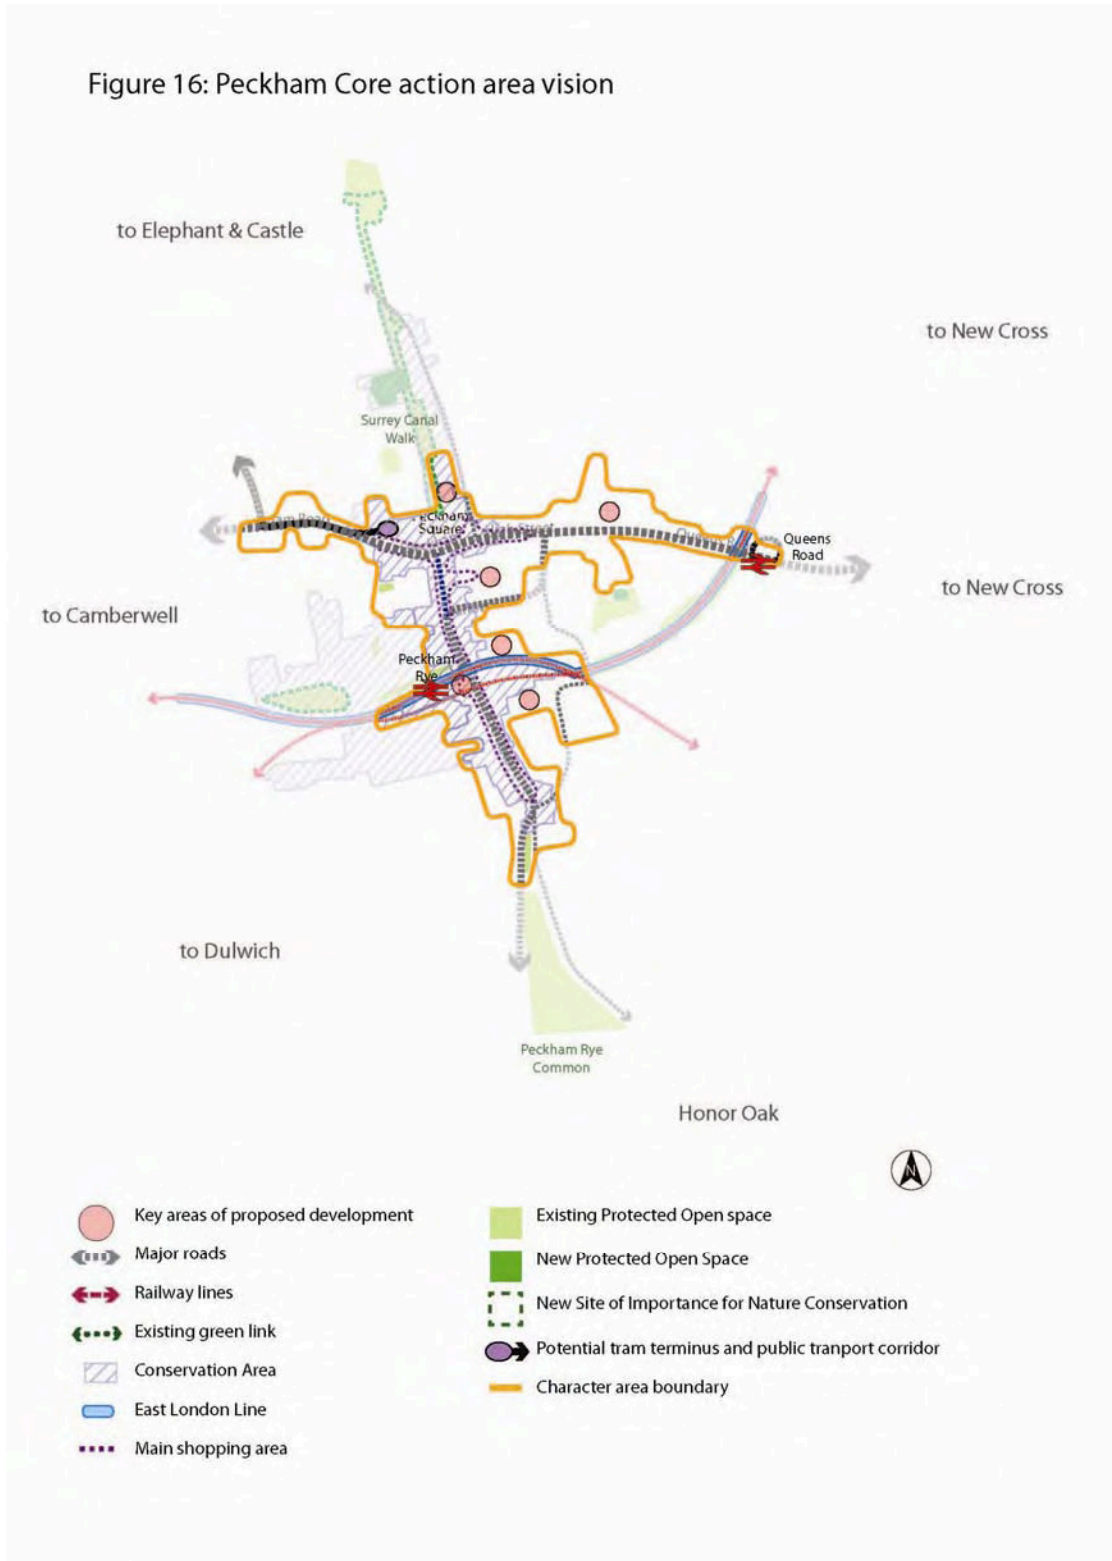 Figure 16: Peckham Core action area vision
to Elephant & Castle
to New Cross
Surrey Canal
Walk
Square
Queens
Road
to New Cross
to Camberwell
Peckham
Rye
to Dulwich
Peckham Rye
Common
Honor Oak
N
Key areas of proposed development
Major roads
Railway lines
Existing green link
Conservation Area
East London Line
Main shopping area
Existing Protected Open space
New Protected Open Space
New Site of Importance for Nature Conservation
Potential tram terminus and public tranport corridor
Character area boundary